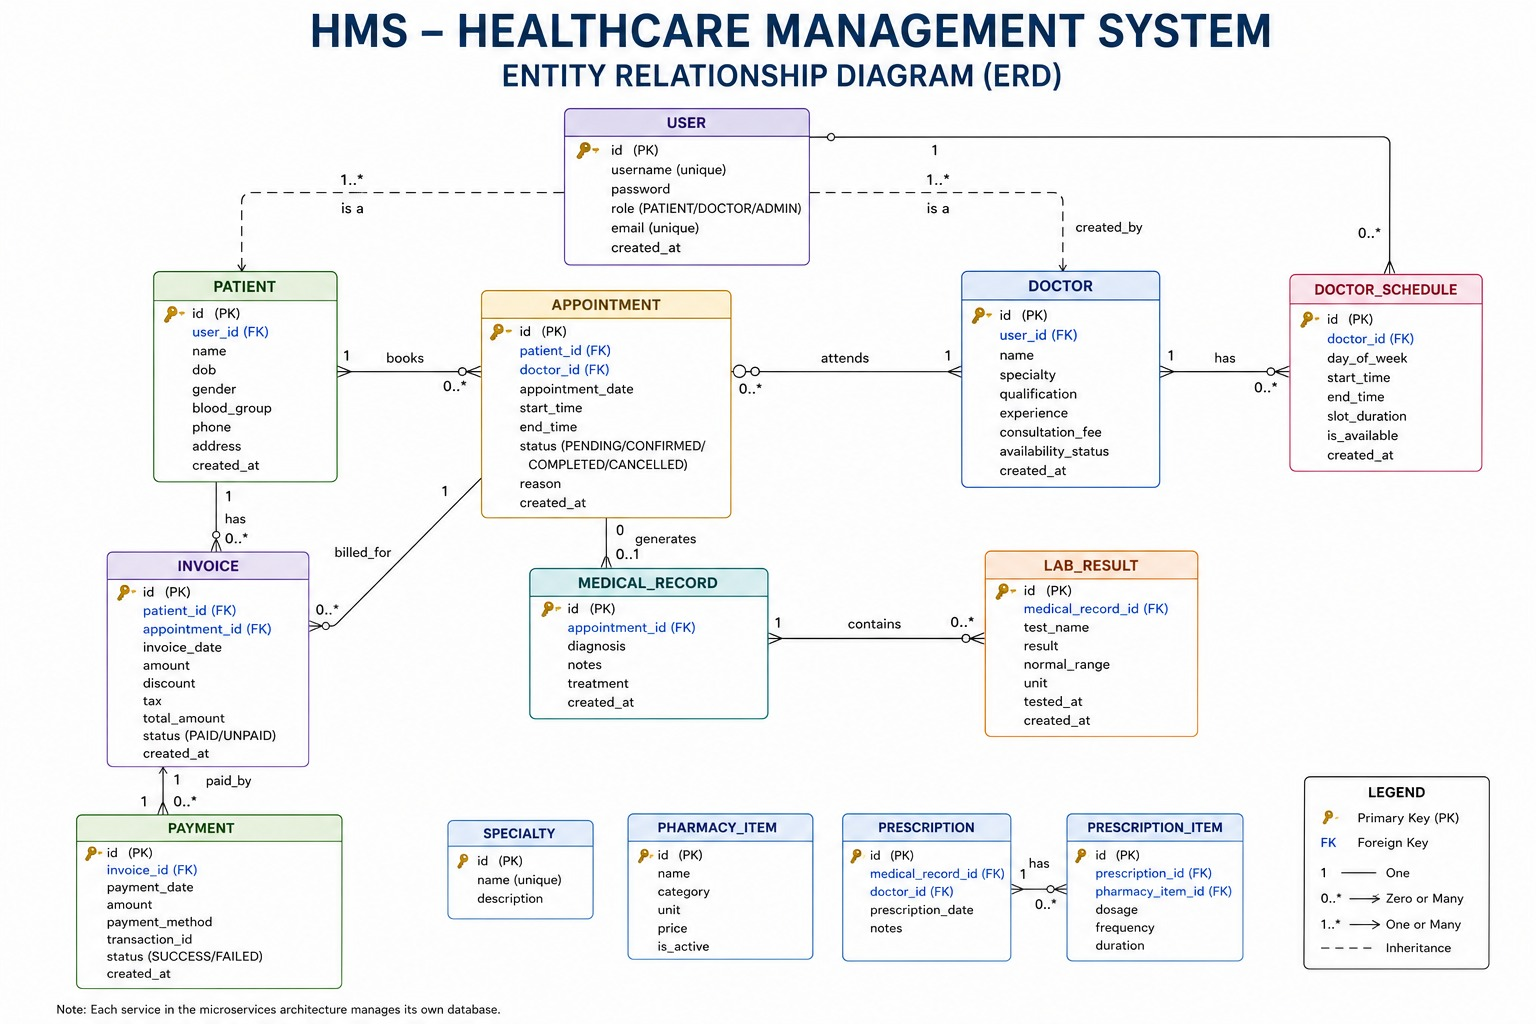 HMS – HEALTHCARE MANAGEMENT SYSTEM
ENTITY RELATIONSHIP DIAGRAM (ERD)
USER
id (PK)
username (unique)
password
role (PATIENT/DOCTOR/ADMIN)
email (unique)
created_at
1
1..*
is a
1..*
is a
created_by
0..*
PATIENT
id (PK)
user_id (FK)
name
dob
gender
blood_group
phone
address
created_at
1
books
0..*
APPOINTMENT
id (PK)
patient_id (FK)
doctor_id (FK)
appointment_date
start_time
end_time
status (PENDING/CONFIRMED/
COMPLETED/CANCELLED)
reason
created_at
0..*
attends
1
DOCTOR
id (PK)
user_id (FK)
name
specialty
qualification
experience
consultation_fee
availability_status
created_at
1
has
0..*
DOCTOR_SCHEDULE
id (PK)
doctor_id (FK)
day_of_week
start_time
end_time
slot_duration
is_available
created_at
1
has
0..*
1
billed_for
0..*
0
generates
0..1
INVOICE
id (PK)
patient_id (FK)
appointment_id (FK)
invoice_date
amount
discount
tax
total_amount
status (PAID/UNPAID)
created_at
MEDICAL_RECORD
id (PK)
appointment_id (FK)
diagnosis
notes
treatment
created_at
1
contains
0..*
LAB_RESULT
id (PK)
medical_record_id (FK)
test_name
result
normal_range
unit
tested_at
created_at
1
paid_by
1
0..*
PAYMENT
id (PK)
invoice_id (FK)
payment_date
amount
payment_method
transaction_id
status (SUCCESS/FAILED)
created_at
SPECIALTY
id (PK)
name (unique)
description
PHARMACY_ITEM
id (PK)
name
category
unit
price
is_active
PRESCRIPTION
id (PK)
medical_record_id (FK)
doctor_id (FK)
prescription_date
notes
has
1
0..*
PRESCRIPTION_ITEM
id (PK)
prescription_id (FK)
pharmacy_item_id (FK)
dosage
frequency
duration
LEGEND
Primary Key (PK)
FK Foreign Key
1 One
0..* Zero or Many
1..* One or Many
Inheritance
Note: Each service in the microservices architecture manages its own database.